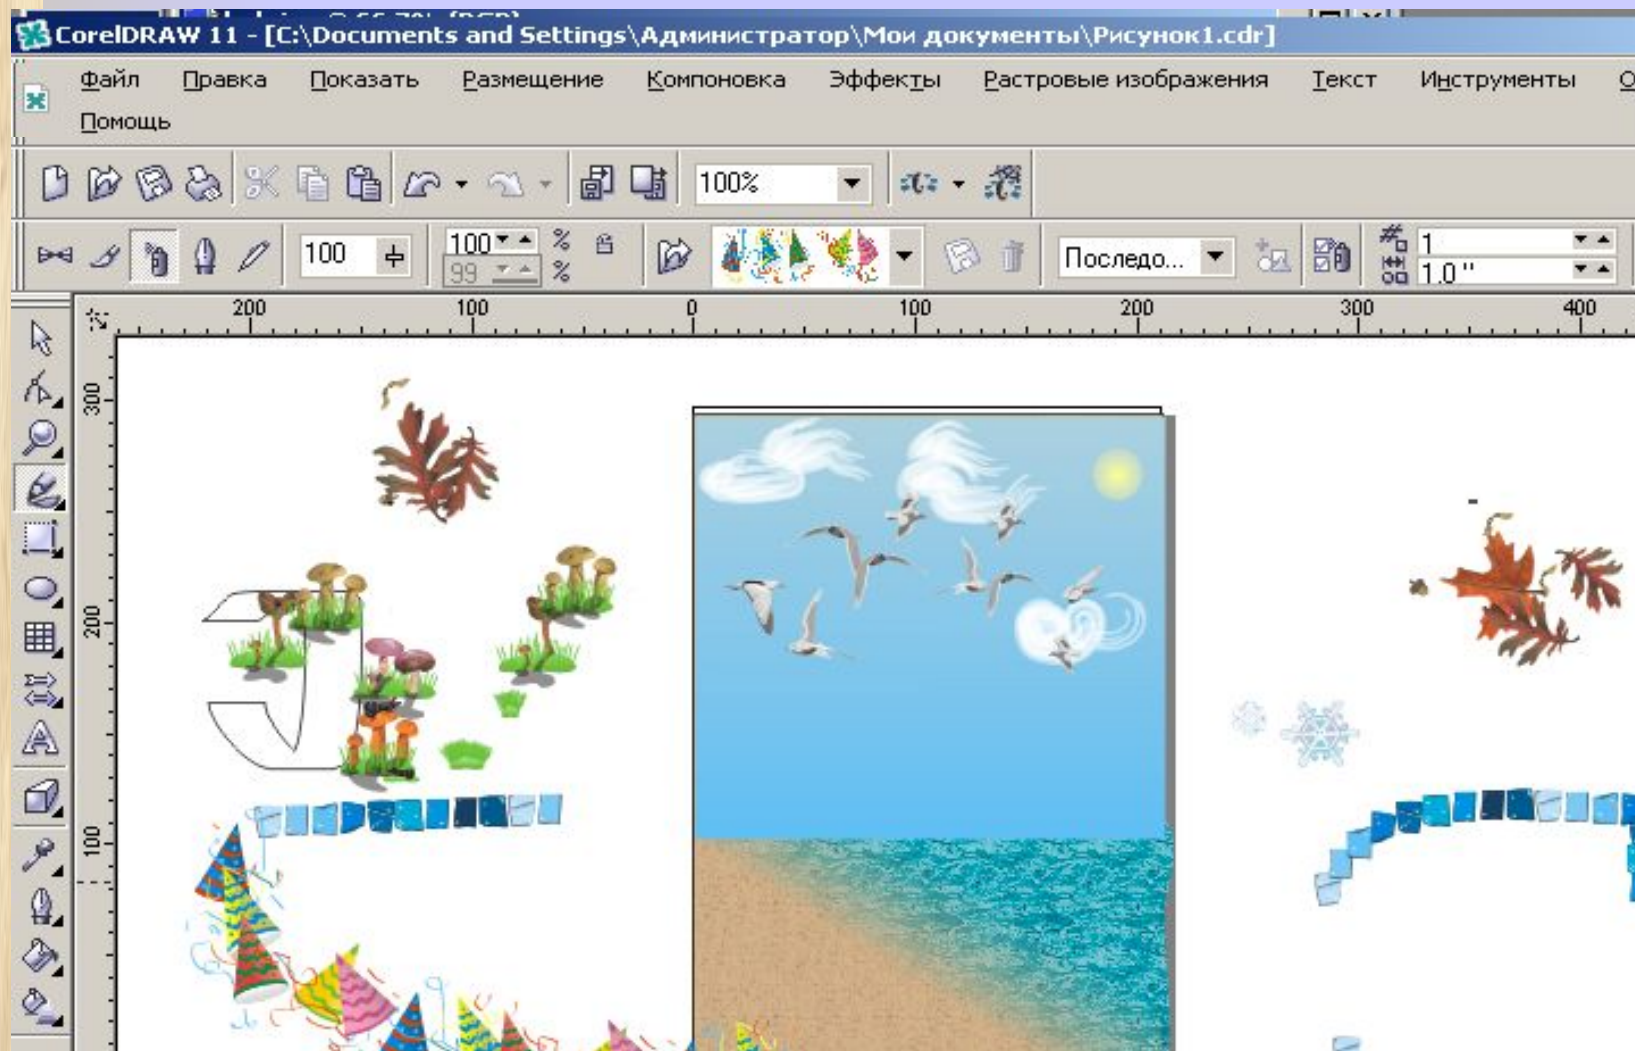 CorelDRAW 11 - [C:\Documents and Settings\Администратор\Мои документы\Рисунок1.cdr]
Файл Правка Показать Размещение Компоновка Эффекты Растровые изображения Текст Инструменты
Помощь
100%
100 100 % Последо... 1
99 % 1.0 "
200 100 0 100 200 300 400
300
200
100